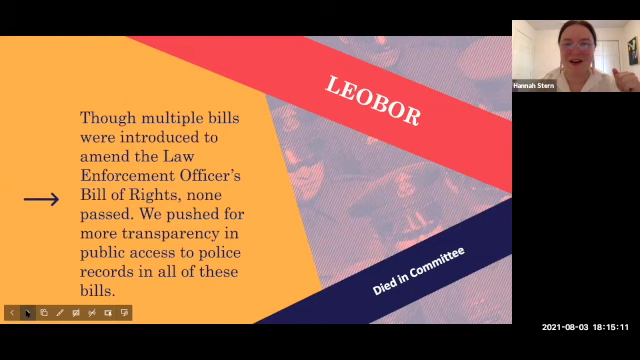 LEOBOR
Though multiple bills
were introduced to
amend the Law
Enforcement Officer's
Bill of Rights, none
passed. We pushed for
more transparency in
public access to police
records in all of these
bills.
Died in Committee
Hannah Stern
2021-08-03 18:15:11